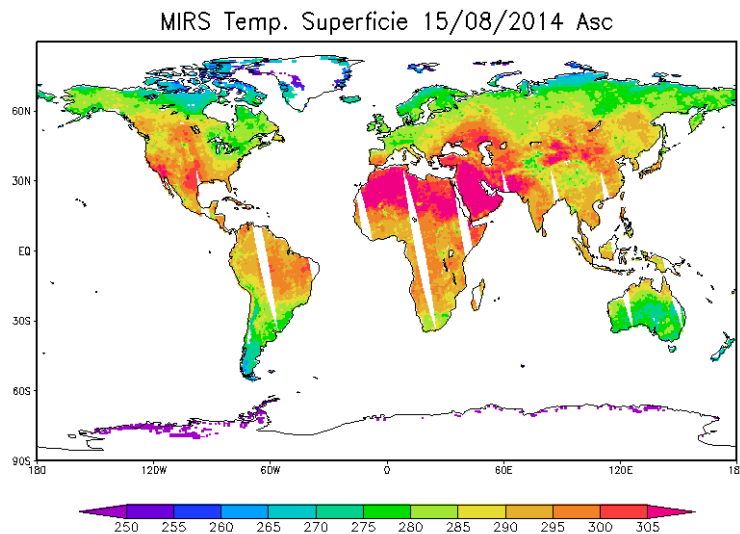 MIRS Temp. Superficie 15/08/2014 Asc
60N
30N
EQ
30S
60S
90S
180 120W 60W 0 60E 120E 18
250 255 260 265 270 275 280 285 290 295 300 305